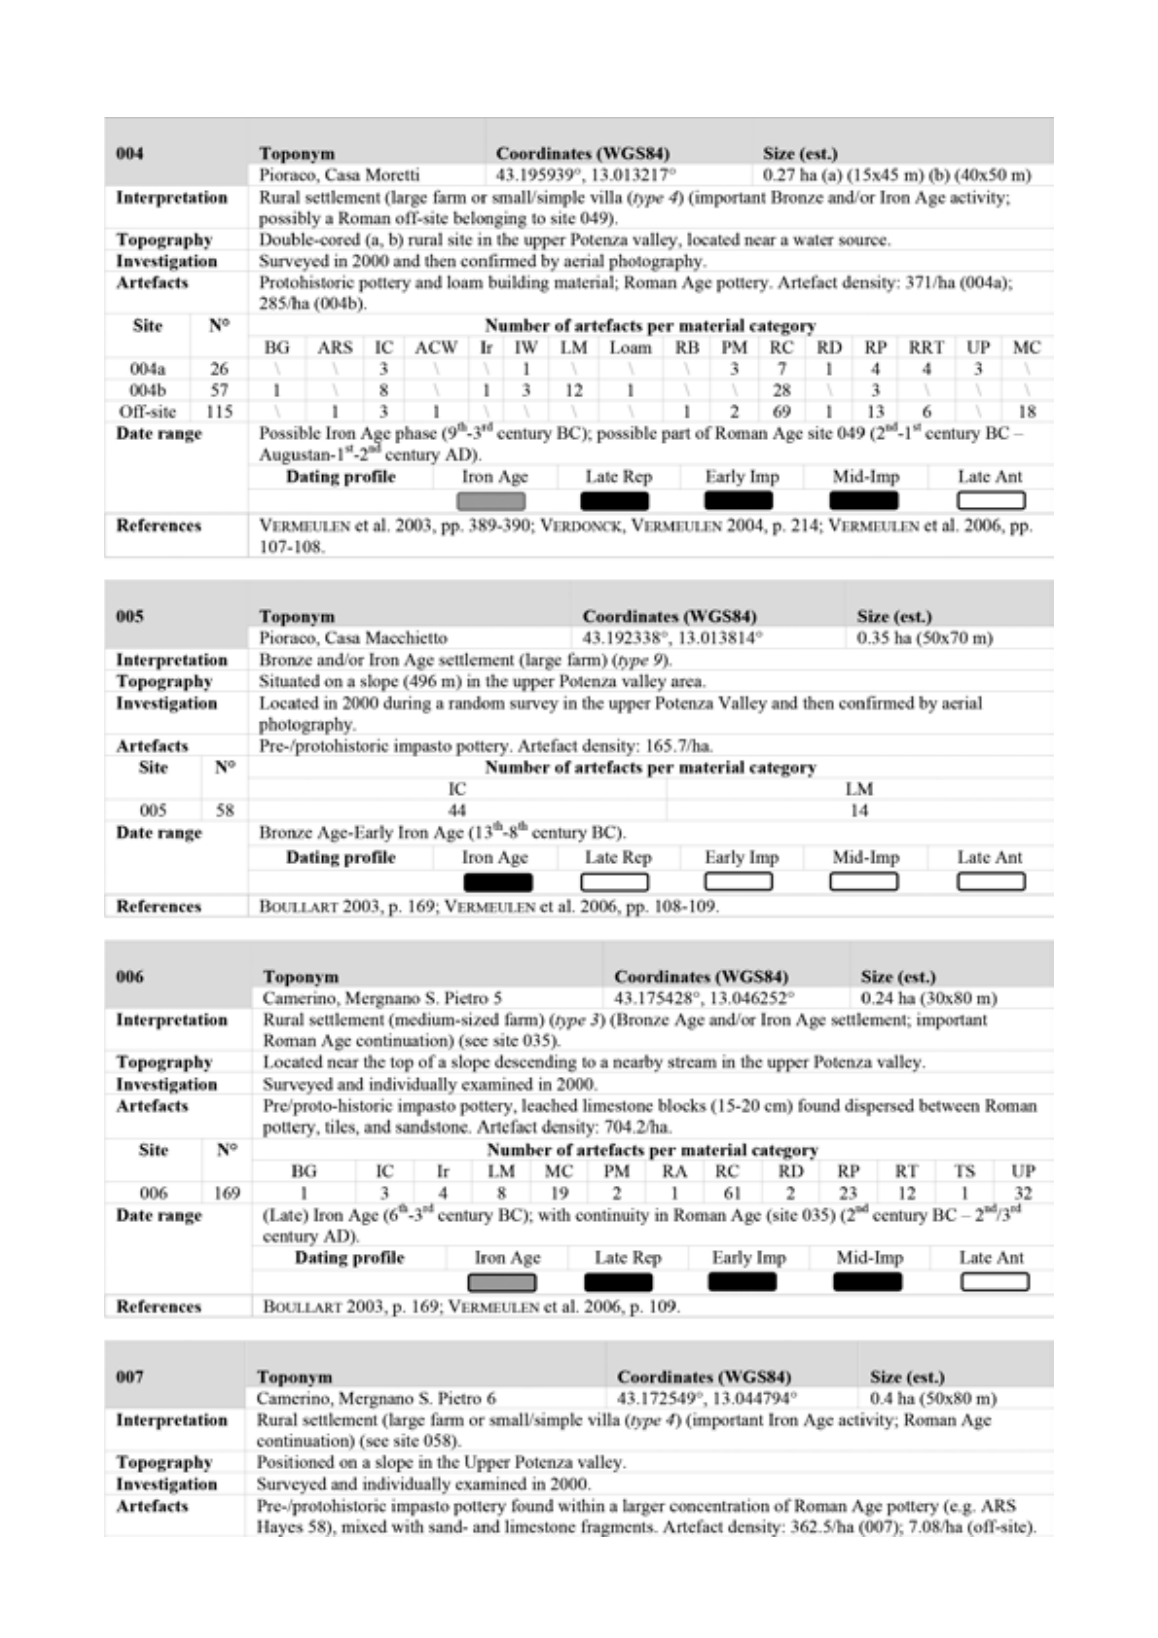 004 Toponym Coordinates (WGS84) Size (est.)
Pioraco, Casa Moretti 43.195939°, 13.013217° 0.27 ha (a) (15x45 m) (b) (40x50 m)
Interpretation Rural settlement (large farm or small/simple villa (type 4) (important Bronze and/or Iron Age activity;
possibly a Roman off-site belonging to site 049).
Topography Double-cored (a, b) rural site in the upper Potenza valley, located near a water source.
Investigation Surveyed in 2000 and then confirmed by aerial photography.
Artefacts Protohistoric pottery and loam building material; Roman Age pottery. Artefact density: 371/ha (004a);
285/ha (004b).
Site N° Number of artefacts per material category
BG ARS IC ACW Ir IW LM Loam RB PM RC RD RP RRT UP MC
004a 26 \ \ 3 \ \ 1 \ \ \ 3 7 1 4 4 3 \
004b 57 1 \ 8 \ 1 3 12 1 \ \ 28 \ 3 \ \ \
Off-site 115 \ 1 3 1 \ \ \ \ 1 2 69 1 13 6 \ 18
Date range Possible Iron Age phase (9th-3rd century BC); possible part of Roman Age site 049 (2nd-1st century BC –
Augustan-1st-2nd century AD).
Dating profile Iron Age Late Rep Early Imp Mid-Imp Late Ant
References VERMEULEN et al. 2003, pp. 389-390; VERDONCK, VERMEULEN 2004, p. 214; VERMEULEN et al. 2006, pp.
107-108.
005 Toponym Coordinates (WGS84) Size (est.)
Pioraco, Casa Macchietto 43.192338°, 13.013814° 0.35 ha (50x70 m)
Interpretation Bronze and/or Iron Age settlement (large farm) (type 9).
Topography Situated on a slope (496 m) in the upper Potenza valley area.
Investigation Located in 2000 during a random survey in the upper Potenza Valley and then confirmed by aerial
photography.
Artefacts Pre-/protohistoric impasto pottery. Artefact density: 165.7/ha.
Site N° Number of artefacts per material category
IC LM
005 58 44 14
Date range Bronze Age-Early Iron Age (13th-8th century BC).
Dating profile Iron Age Late Rep Early Imp Mid-Imp Late Ant
References BOULLART 2003, p. 169; VERMEULEN et al. 2006, pp. 108-109.
006 Toponym Coordinates (WGS84) Size (est.)
Camerino, Mergnano S. Pietro 5 43.175428°, 13.046252° 0.24 ha (30x80 m)
Interpretation Rural settlement (medium-sized farm) (type 3) (Bronze Age and/or Iron Age settlement; important
Roman Age continuation) (see site 035).
Topography Located near the top of a slope descending to a nearby stream in the upper Potenza valley.
Investigation Surveyed and individually examined in 2000.
Artefacts Pre/proto-historic impasto pottery, leached limestone blocks (15-20 cm) found dispersed between Roman
pottery, tiles, and sandstone. Artefact density: 704.2/ha.
Site N° Number of artefacts per material category
BG IC Ir LM MC PM RA RC RD RP RT TS UP
006 169 1 3 4 8 19 2 1 61 2 23 12 1 32
Date range (Late) Iron Age (6th-3rd century BC); with continuity in Roman Age (site 035) (2nd century BC – 2nd/3rd
century AD).
Dating profile Iron Age Late Rep Early Imp Mid-Imp Late Ant
References BOULLART 2003, p. 169; VERMEULEN et al. 2006, p. 109.
007 Toponym Coordinates (WGS84) Size (est.)
Camerino, Mergnano S. Pietro 6 43.172549°, 13.044794° 0.4 ha (50x80 m)
Interpretation Rural settlement (large farm or small/simple villa (type 4) (important Iron Age activity; Roman Age
continuation) (see site 058).
Topography Positioned on a slope in the Upper Potenza valley.
Investigation Surveyed and individually examined in 2000.
Artefacts Pre-/protohistoric impasto pottery found within a larger concentration of Roman Age pottery (e.g. ARS
Hayes 58), mixed with sand- and limestone fragments. Artefact density: 362.5/ha (007); 7.08/ha (off-site).